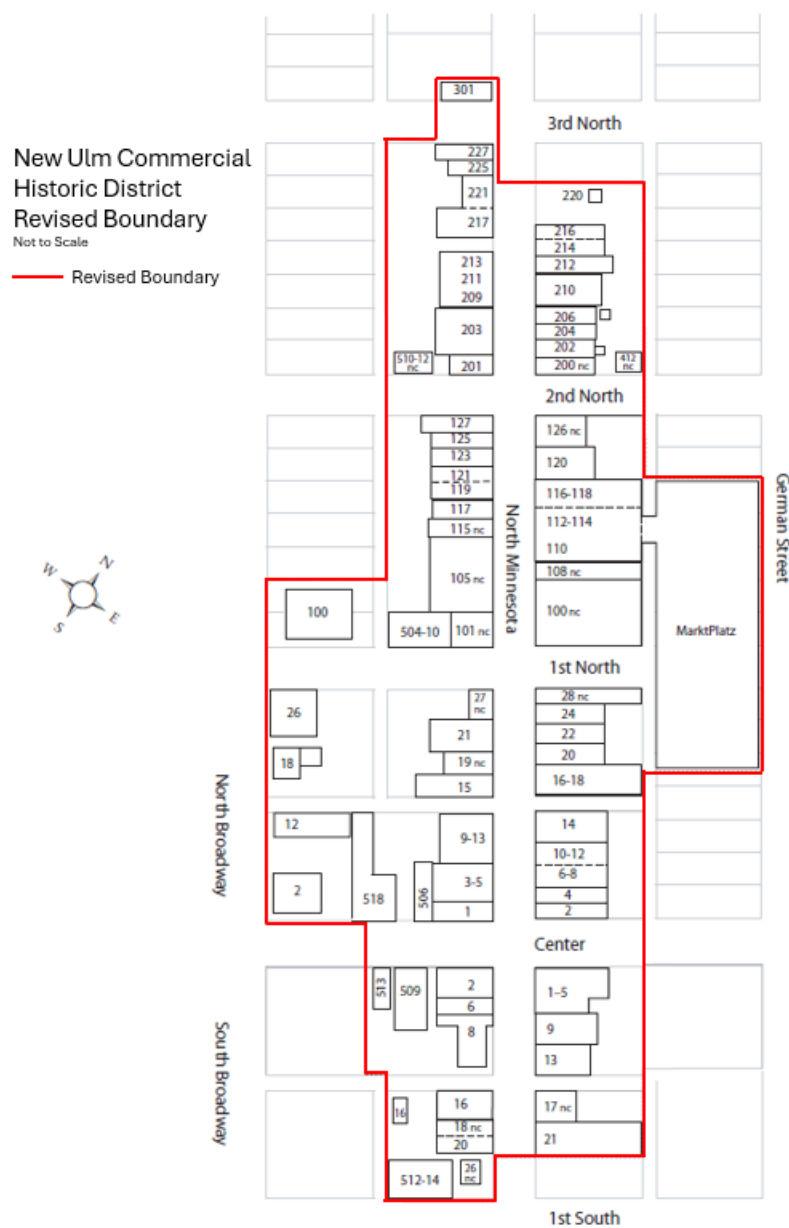 301
3rd North
New Ulm Commercial
Historic District
Revised Boundary
Not to Scale
Revised Boundary
227
225
221
217
220
216
214
212
210
213
211
209
203
201
510-12
nc
206
204
202
200 nc
412
nc
2nd North
127
125
123
121
119
117
115 nc
105 nc
504-10
101 nc
North Minnesota
126 nc
120
116-118
112-114
110
108 nc
100 nc
German Street
MarktPlatz
N
W
E
S
100
1st North
26
18
27
nc
21
19 nc
15
28 nc
24
22
20
16-18
North Broadway
12
2
518
506
9-13
3-5
1
14
10-12
6-8
4
2
Center
513
509
2
6
8
1–5
9
13
South Broadway
16
16
18 nc
20
512-14
26
nc
17 nc
21
1st South